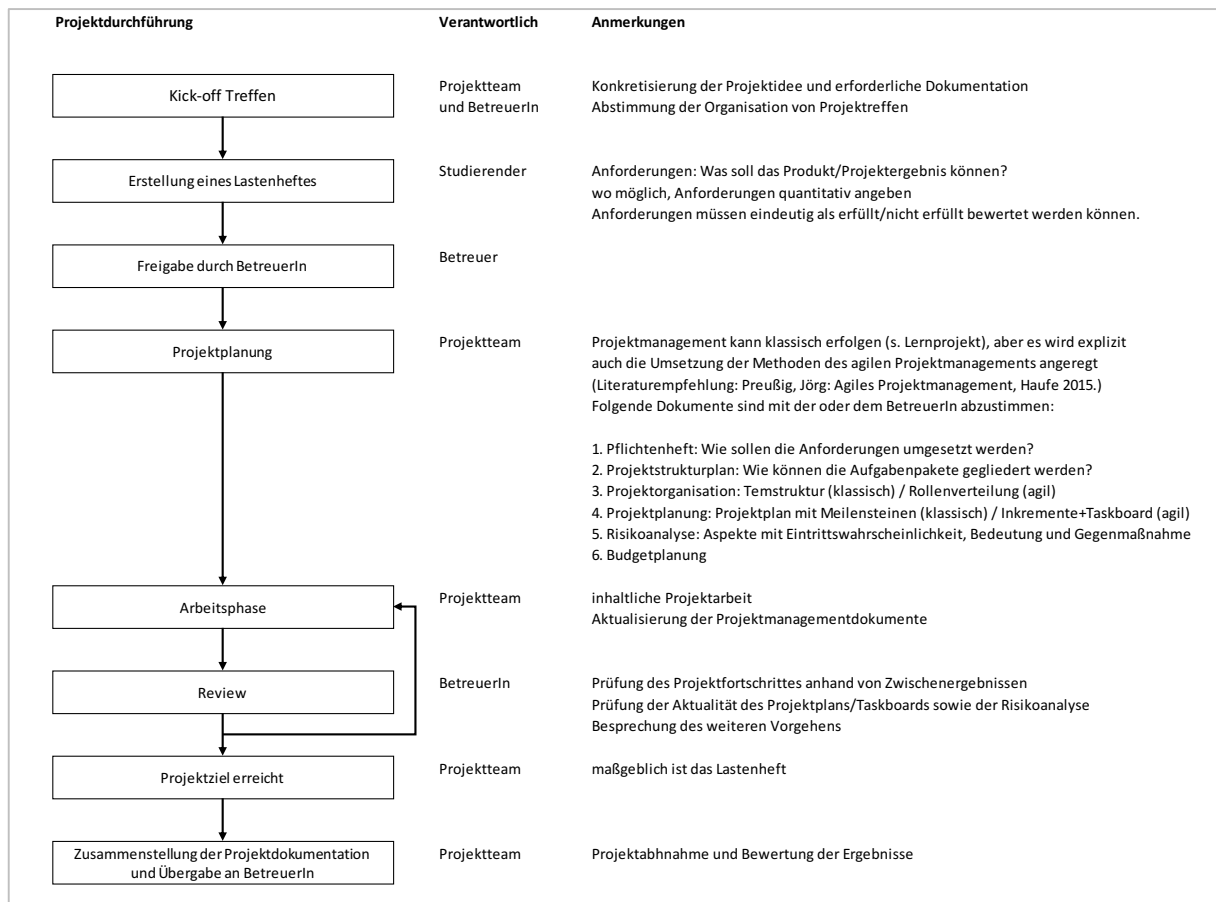 Projektdurchführung Verantwortlich Anmerkungen
Kick-off Treffen
Projektteam
und BetreuerIn
Konkretisierung der Projektidee und erforderliche Dokumentation
Abstimmung der Organisation von Projektreffen
Erstellung eines Lastenheftes
Studierender
Anforderungen: Was soll das Produkt/Projektergebnis können?
wo möglich, Anforderungen quantitativ angeben
Anforderungen müssen eindeutig als erfüllt/nicht erfüllt bewertet werden können.
Freigabe durch BetreuerIn
Betreuer
Projektplanung
Projektteam
Projektmanagement kann klassisch erfolgen (s. Lernprojekt), aber es wird explizit
auch die Umsetzung der Methoden des agilen Projektmanagements angeregt
(Literaturempfehlung: Preußig, Jörg: Agiles Projektmanagement, Haufe 2015.)
Folgende Dokumente sind mit der oder dem BetreuerIn abzustimmen:
1. Pflichtenheft: Wie sollen die Anforderungen umgesetzt werden?
2. Projektstrukturplan: Wie können die Aufgabenpakete gegliedert werden?
3. Projektorganisation: Temstruktur (klassisch) / Rollenverteilung (agil)
4. Projektplanung: Projektplan mit Meilensteinen (klassisch) / Inkremente+Taskboard (agil)
5. Risikoanalyse: Aspekte mit Eintrittswahrscheinlichkeit, Bedeutung und Gegenmaßnahme
6. Budgetplanung
Arbeitsphase
Projektteam
inhaltliche Projektarbeit
Aktualisierung der Projektmanagementdokumente
Review
BetreuerIn
Prüfung des Projektfortschrittes anhand von Zwischenergebnissen
Prüfung der Aktualität des Projektplans/Taskboards sowie der Risikoanalyse
Besprechung des weiteren Vorgehens
Projektziel erreicht
Projektteam
maßgeblich ist das Lastenheft
Zusammenstellung der Projektdokumentation
und Übergabe an BetreuerIn
Projektteam
Projektabhnahme und Bewertung der Ergebnisse